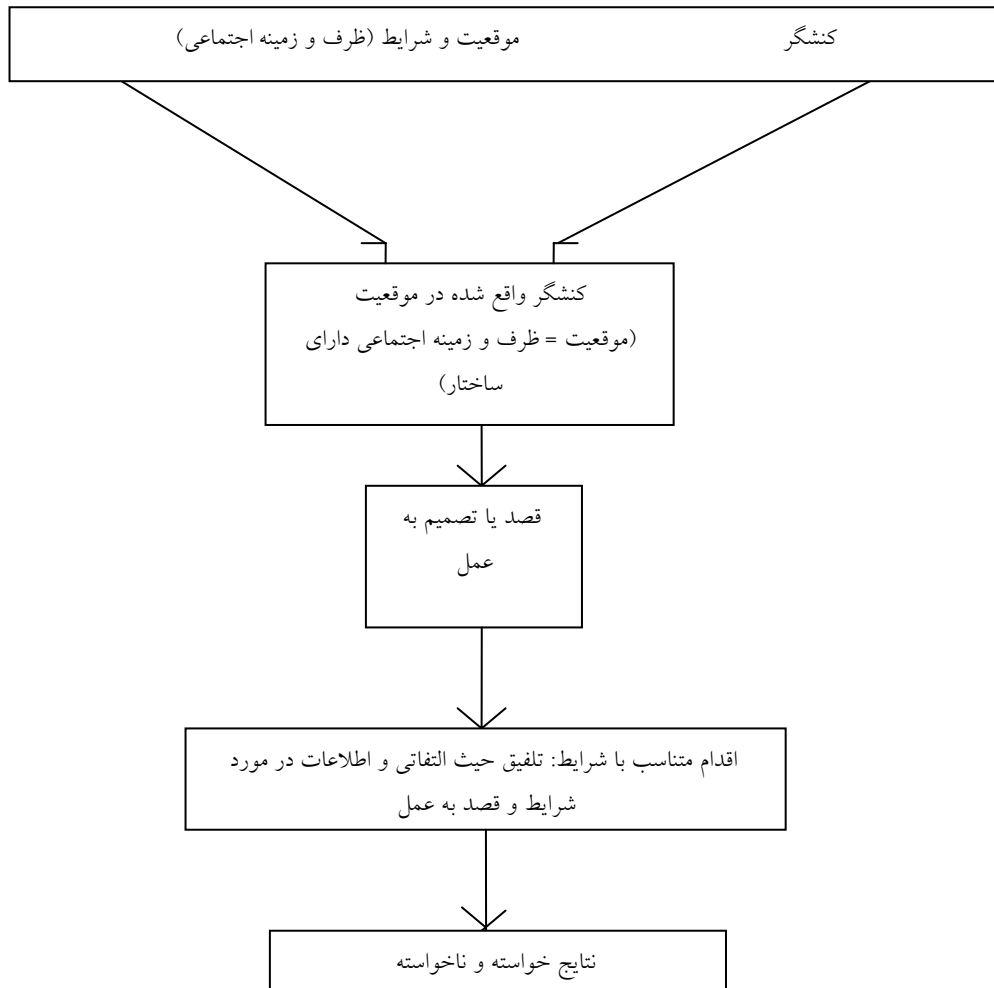 کنشگر موقعیت و شرایط (ظرف و زمینه اجتماعی)
کنشگر واقع شده در موقعیت
(موقعیت = ظرف و زمینه اجتماعی دارای
ساختار)
قصد یا تصمیم به
عمل
اقدام متناسب با شرایط: تلفیق حیث التفاتی و اطلاعات در مورد
شرایط و قصد به عمل
نتایج خواسته و ناخواسته